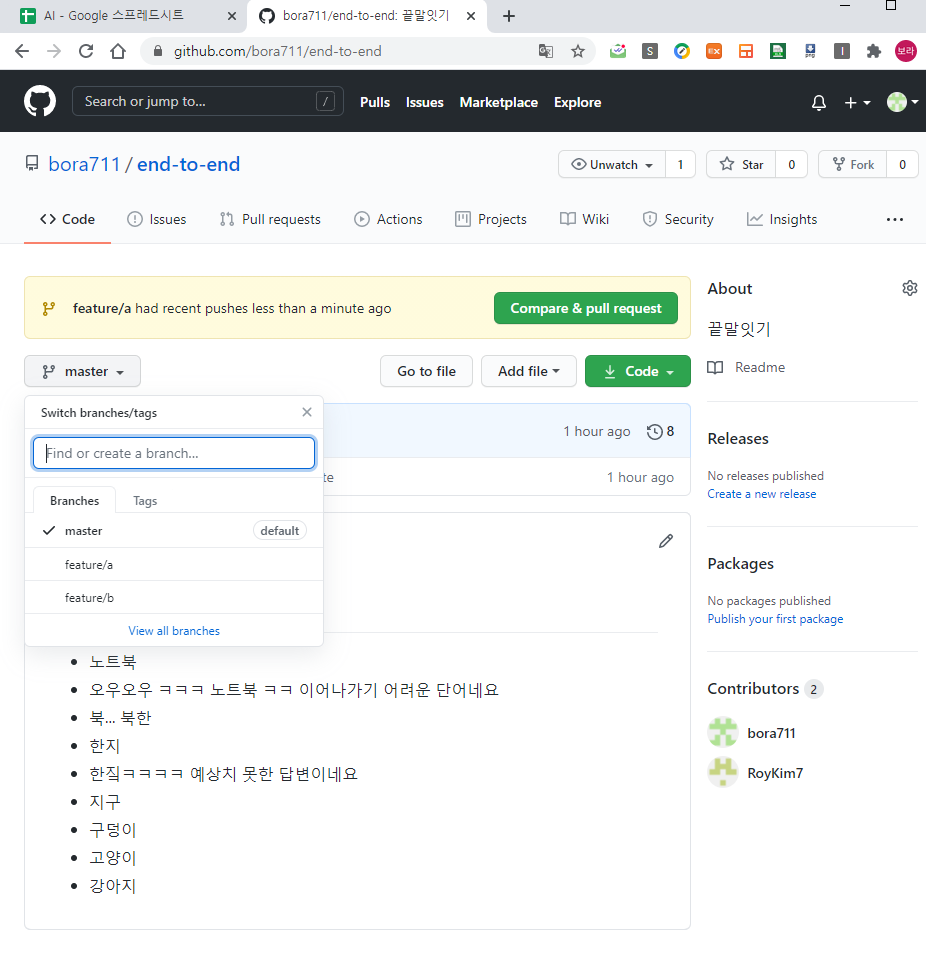 AI - Google 스프레드시트
bora711/end-to-end: 끝말잇기
github.com/bora711/end-to-end
보라
Search or jump to...
/
Pulls Issues Marketplace Explore
bora711 / end-to-end
Unwatch 1 Star 0 Fork 0
Code Issues Pull requests Actions Projects Wiki Security Insights
feature/a had recent pushes less than a minute ago
Compare & pull request
master
Go to file Add file Code
Switch branches/tags
1 hour ago 8
Find or create a branch...
te 1 hour ago
Branches Tags
master default
feature/a
feature/b
View all branches
노트북
오우오우 ㅋㅋㅋ 노트북 ㅋㅋ 이어나가기 어려운 단어네요
북... 북한
한지
한짘ㅋㅋㅋㅋ 예상치 못한 답변이네요
지구
구덩이
고양이
강아지
About
끝말잇기
Readme
Releases
No releases published
Create a new release
Packages
No packages published
Publish your first package
Contributors 2
bora711
RoyKim7